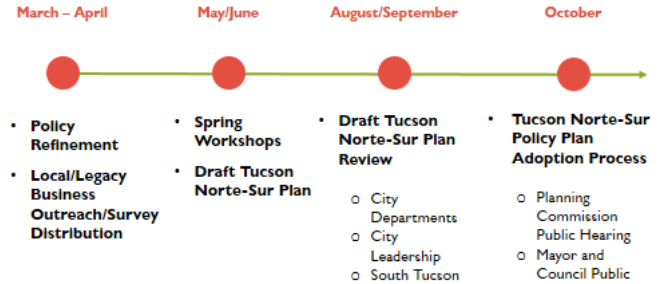 March – April
May/June
August/September
October
• Policy
Refinement
• Local/Legacy
Business
Outreach/Survey
Distribution
• Spring
Workshops
• Draft Tucson
Norte-Sur Plan
• Draft Tucson
Norte-Sur Plan
Review
o City
Departments
o City
Leadership
o South Tucson
• Tucson Norte-Sur
Policy Plan
Adoption Process
o Planning
Commission
Public Hearing
o Mayor and
Council Public